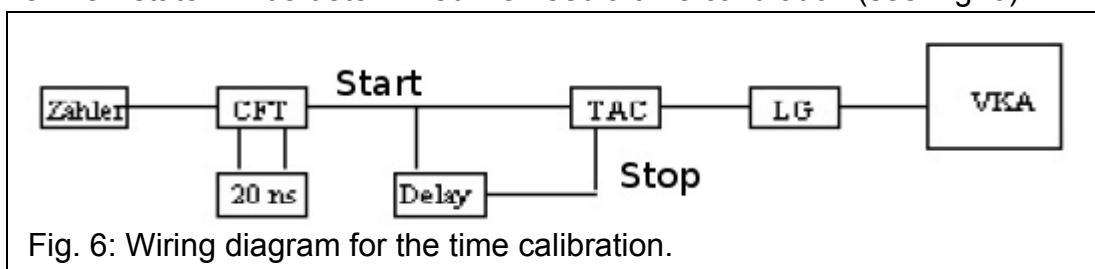 Start
Zähler CFT TAC LG VKA
20 ns Delay Stop
Fig. 6: Wiring diagram for the time calibration.